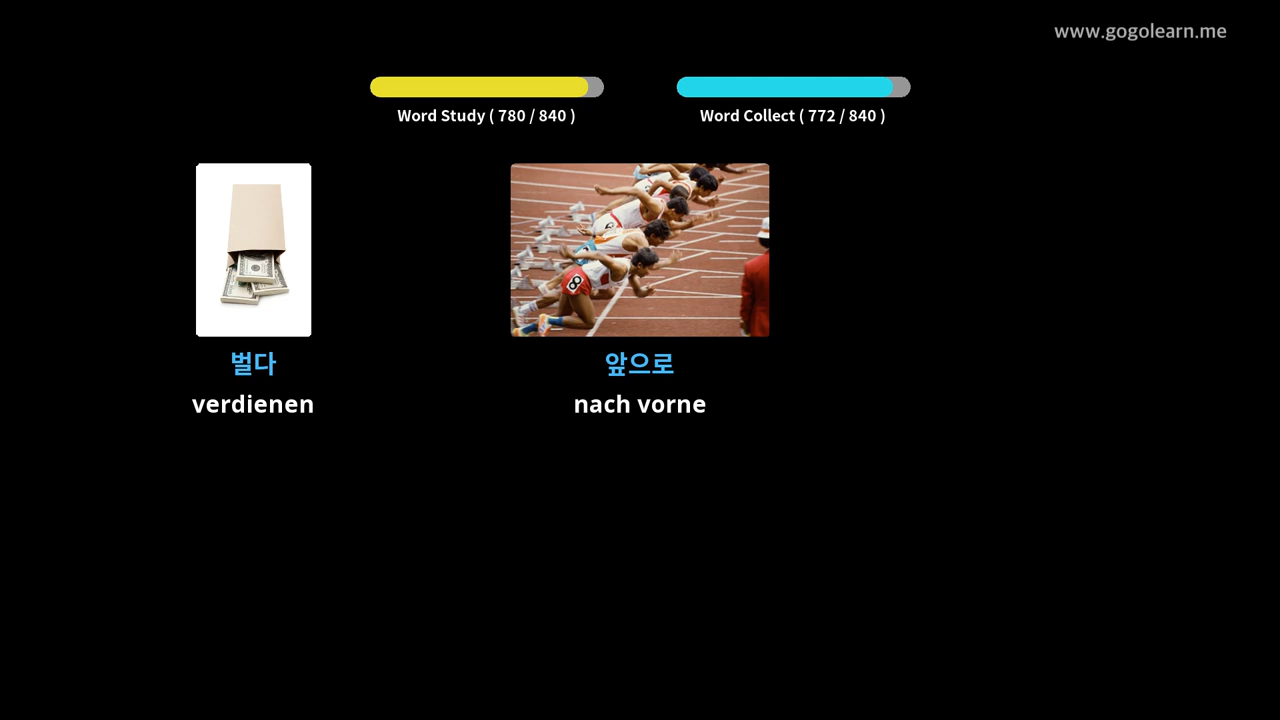 www.gogolearn.me
Word Study ( 780 / 840 )
Word Collect ( 772 / 840 )
벌다
verdienen
앞으로
nach vorne
8